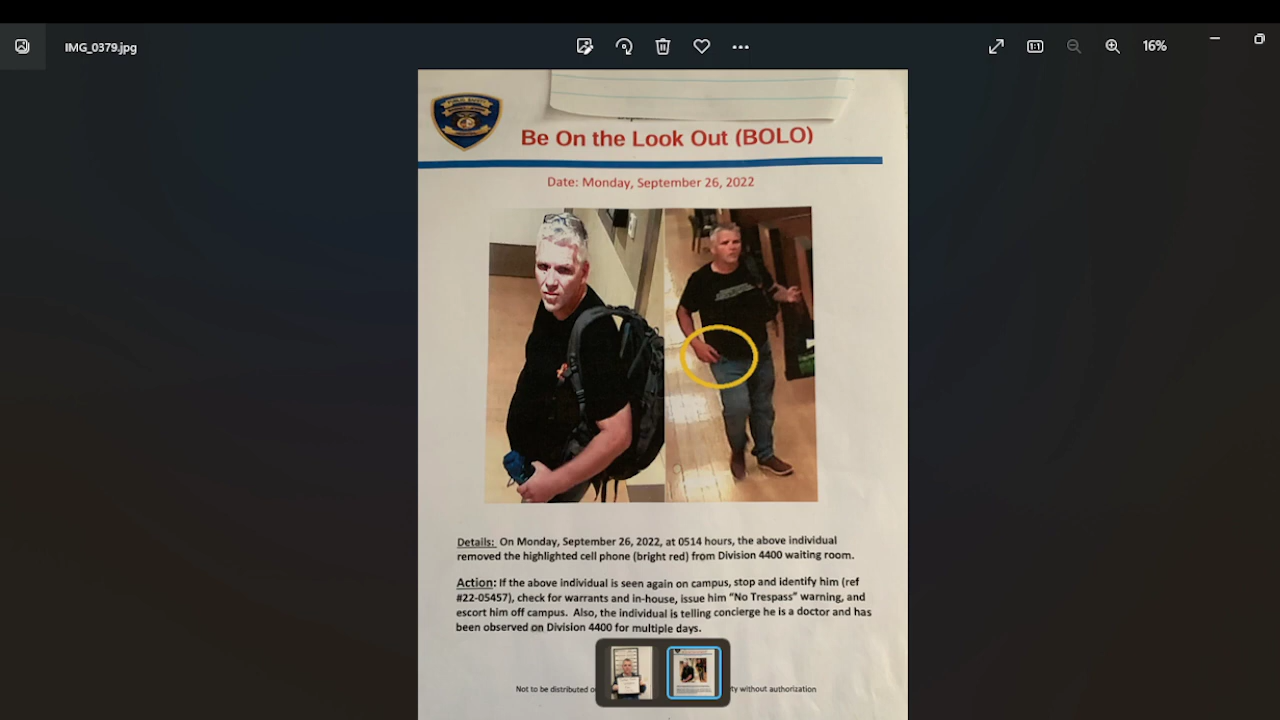 IMG_0379.jpg
16%
PUBLIC SAFETY
Be On the Look Out (BOLO)
Date: Monday, September 26, 2022
Details: On Monday, September 26, 2022, at 0514 hours, the above individual
removed the highlighted cell phone (bright red) from Division 4400 waiting room.
Action: If the above individual is seen again on campus, stop and identify him (ref
#22-05457), check for warrants and in-house, issue him “No Trespass” warning, and
escort him off campus. Also, the individual is telling concierge he is a doctor and has
been observed on Division 4400 for multiple days.
Not to be distributed o
ty without authorization